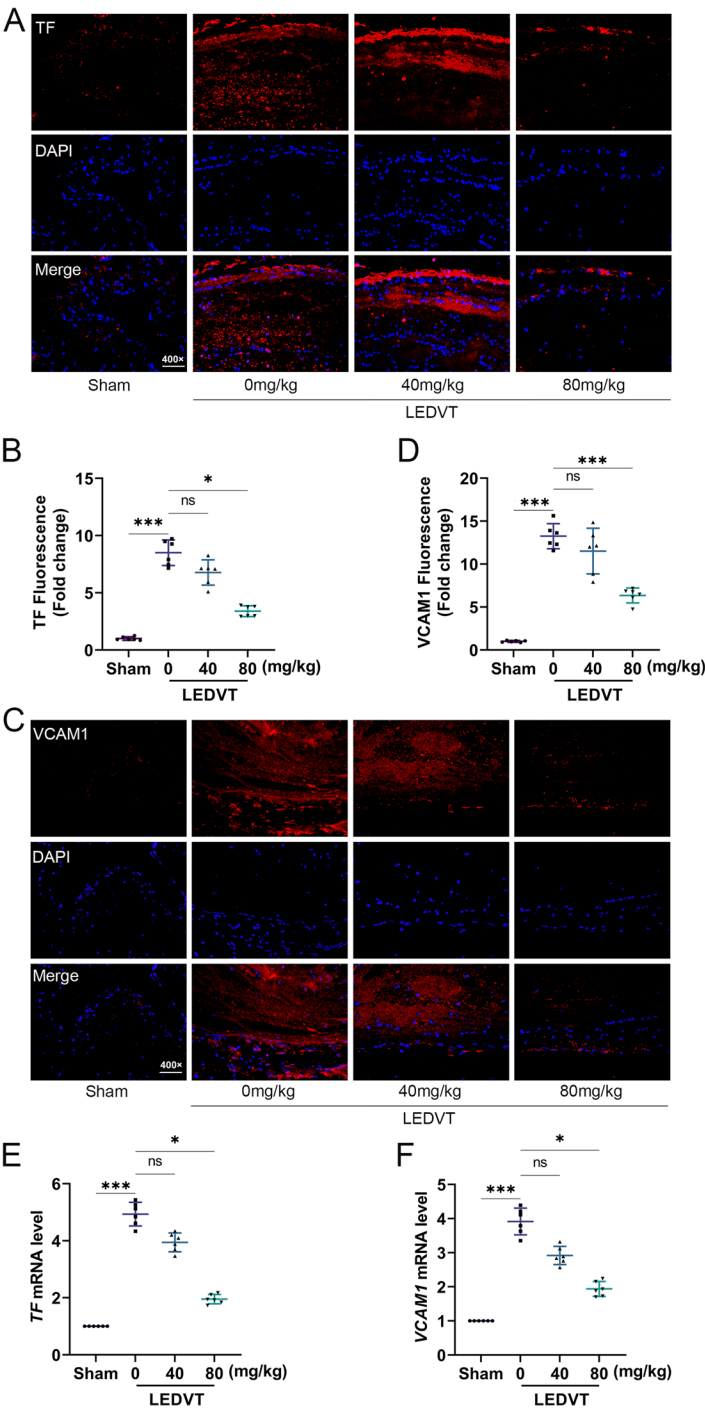 A
TF
DAPI
Merge
400×
Sham
0mg/kg
40mg/kg
80mg/kg
LEDVT
B
TF Fluorescence
(Fold change)
15
10
5
0
***
ns
*
Sham
0
40
80
(mg/kg)
LEDVT
D
VCAM1 Fluorescence
(Fold change)
20
15
10
5
0
***
ns
***
Sham
0
40
80
(mg/kg)
LEDVT
C
VCAM1
DAPI
Merge
400×
Sham
0mg/kg
40mg/kg
80mg/kg
LEDVT
E
TF mRNA level
6
4
2
0
***
ns
*
Sham
0
40
80
(mg/kg)
LEDVT
F
VCAM1 mRNA level
5
4
3
2
1
0
***
ns
*
Sham
0
40
80
(mg/kg)
LEDVT